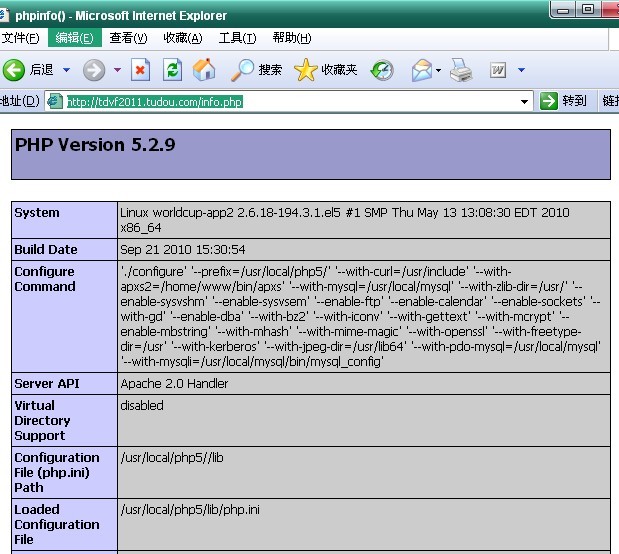 phpinfo() - Microsoft Internet Explorer
文件(F) 编辑(E) 查看(V) 收藏(A) 工具(T) 帮助(H)
后退 搜索 收藏夹
地址(D) http://tdvf2011.tudou.com/info.php 转到 链接
PHP Version 5.2.9
System Linux worldcup-app2 2.6.18-194.3.1.el5 #1 SMP Thu May 13 13:08:30 EDT 2010
x86_64
Build Date Sep 21 2010 15:30:54
Configure
Command
'./configure' '--prefix=/usr/local/php5/' '--with-curl=/usr/include' '--with-
apxs2=/home/www/bin/apxs' '--with-mysql=/usr/local/mysql' '--with-zlib-dir=/usr/' '--
enable-sysvshm' '--enable-sysvsem' '--enable-ftp' '--enable-calendar' '--enable-sockets' '--
with-gd' '--enable-dba' '--with-bz2' '--with-iconv' '--with-gettext' '--with-mcrypt' '--
enable-mbstring' '--with-mhash' '--with-mime-magic' '--with-openssl' '--with-freetype-
dir=/usr' '--with-kerberos' '--with-jpeg-dir=/usr/lib64' '--with-pdo-mysql=/usr/local/mysql'
'--with-mysqli=/usr/local/mysql/bin/mysql_config'
Server API Apache 2.0 Handler
Virtual
Directory
Support
disabled
Configuration
File (php.ini)
Path
/usr/local/php5//lib
Loaded
Configuration
File
/usr/local/php5/lib/php.ini